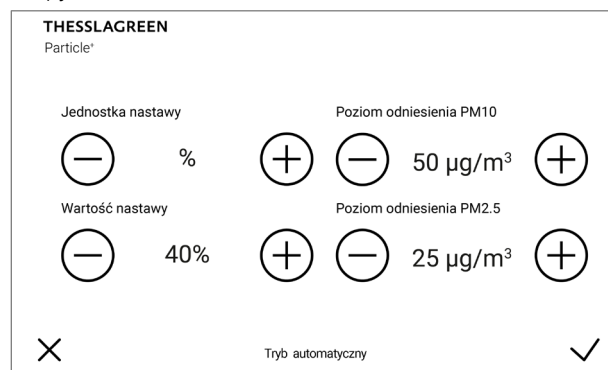 THESSLAGREEN
Particle+
Jednostka nastawy
%
Wartość nastawy
40%
Poziom odniesienia PM10
50 μg/m³
Poziom odniesienia PM2.5
25 μg/m³
Tryb automatyczny